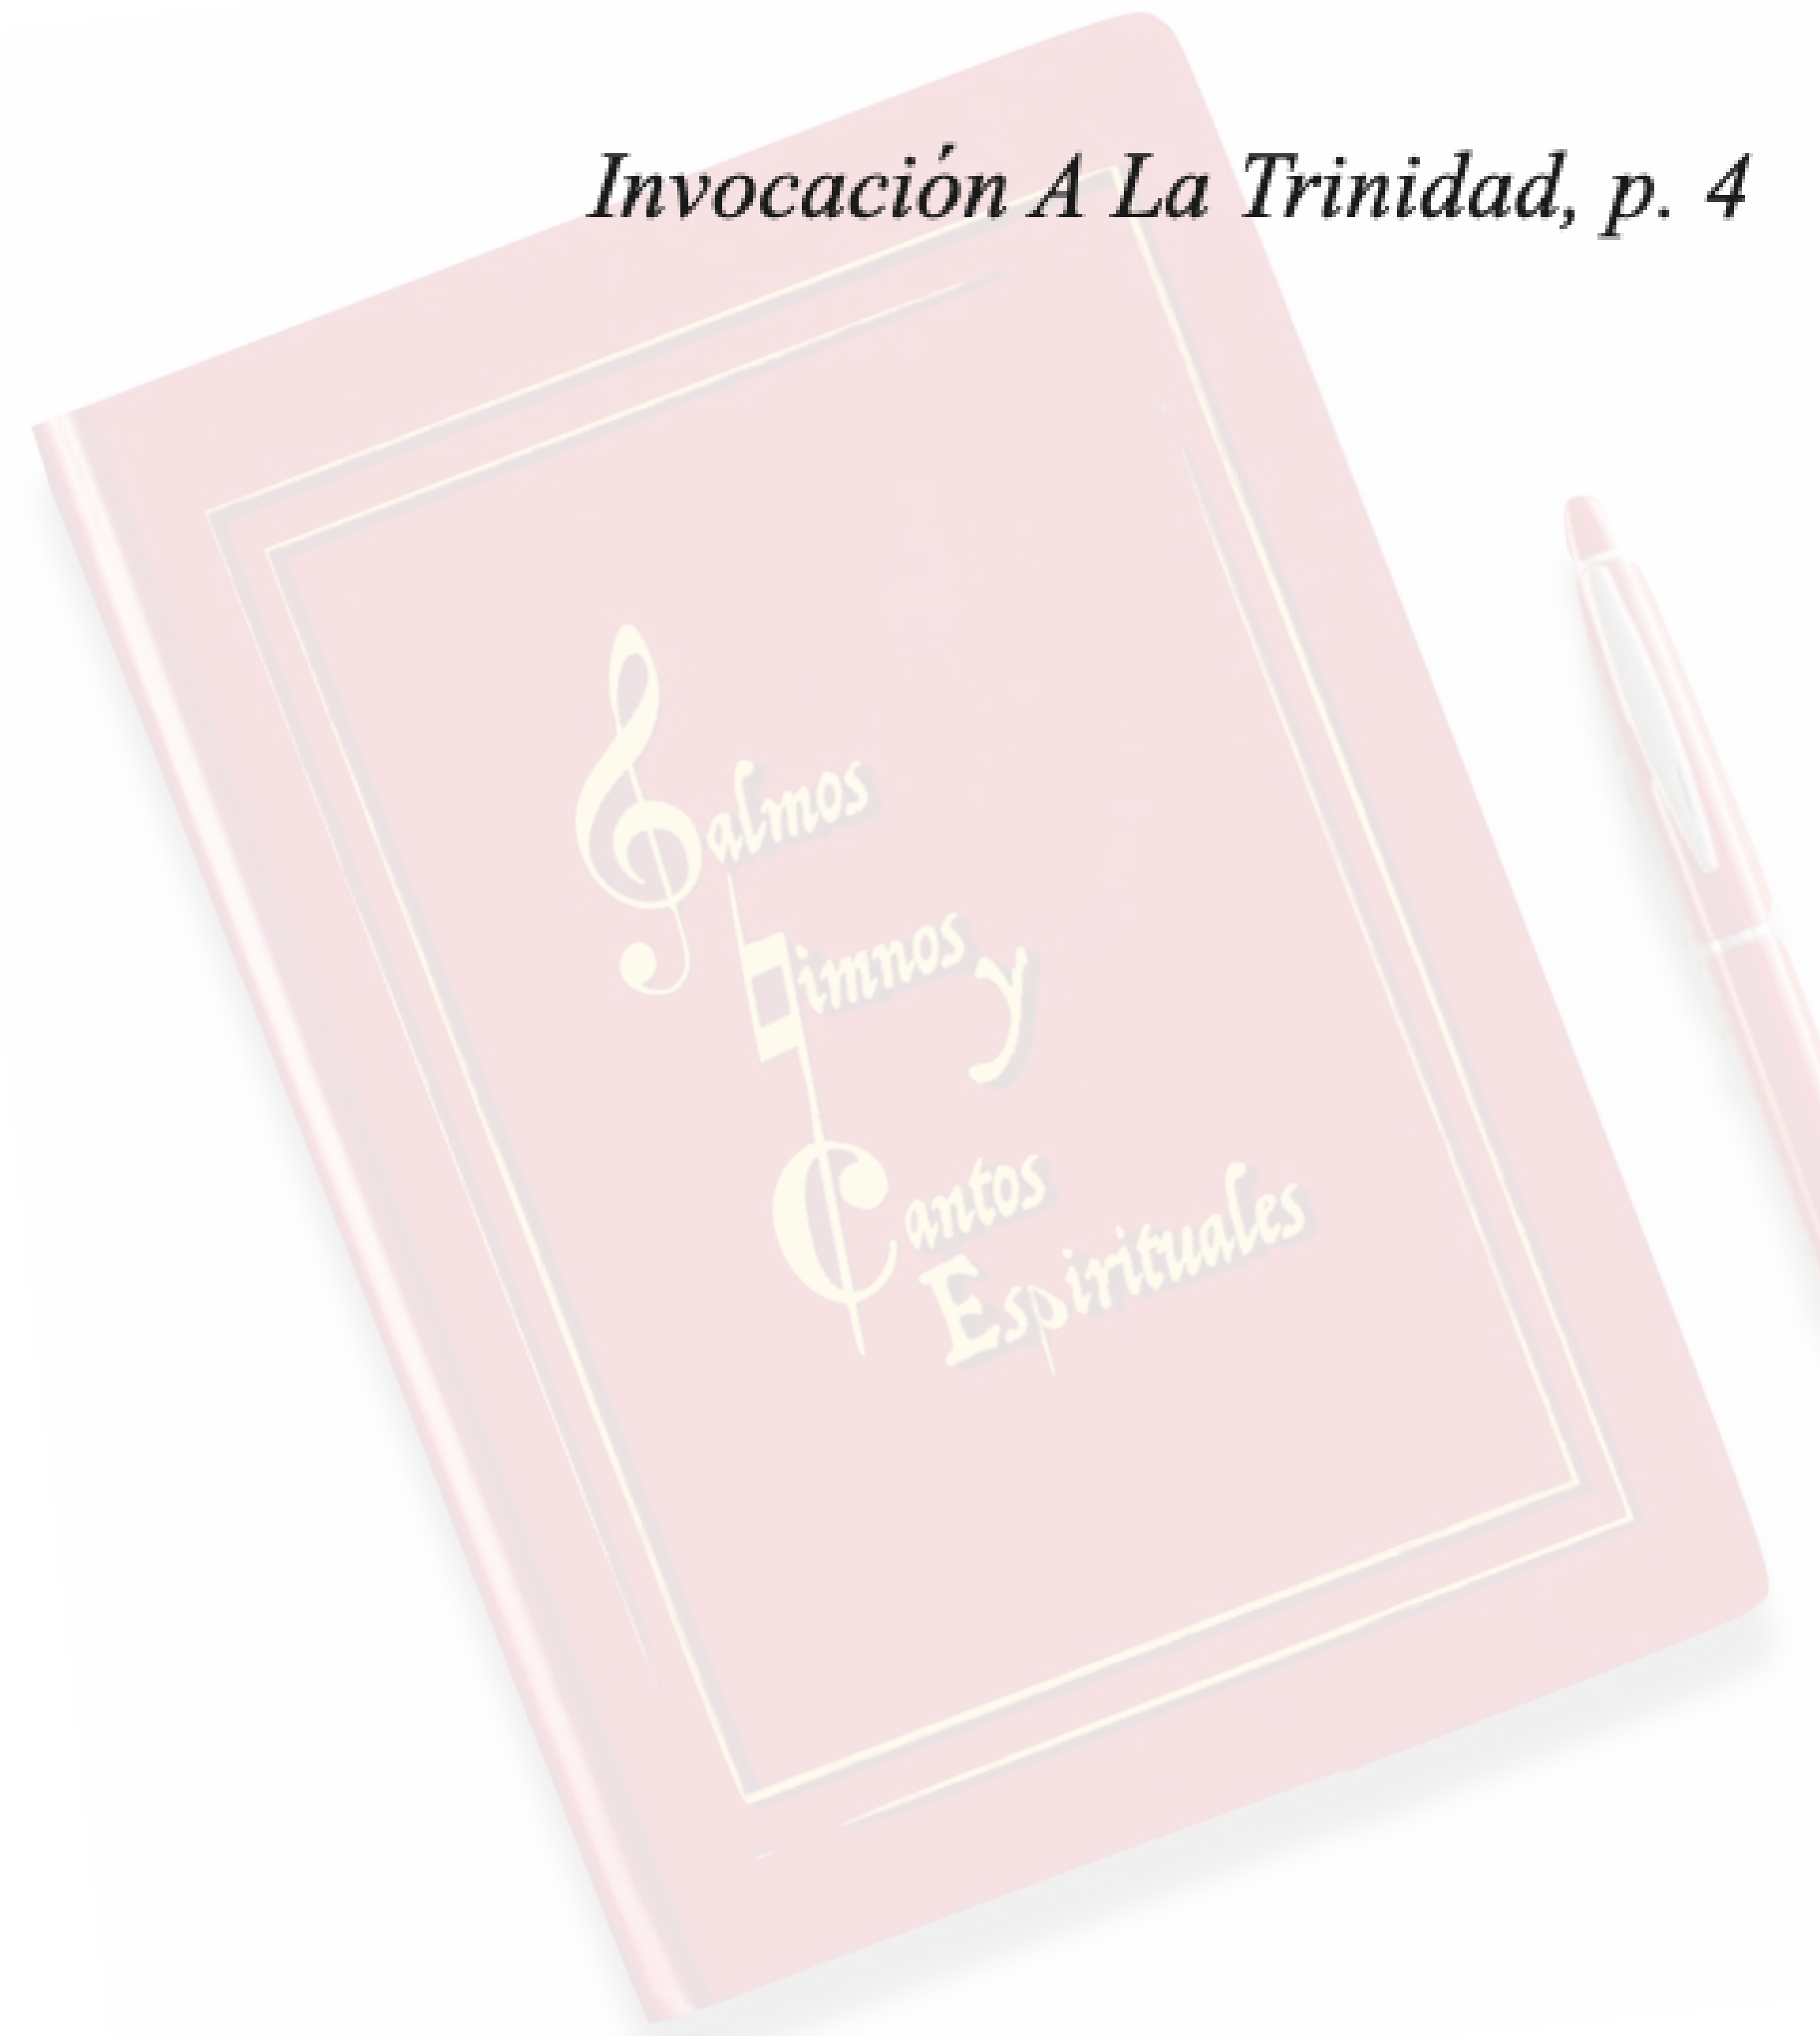 Invocación A La Trinidad, p. 4
Salmos
Himnos y
Cantos
Espirituales